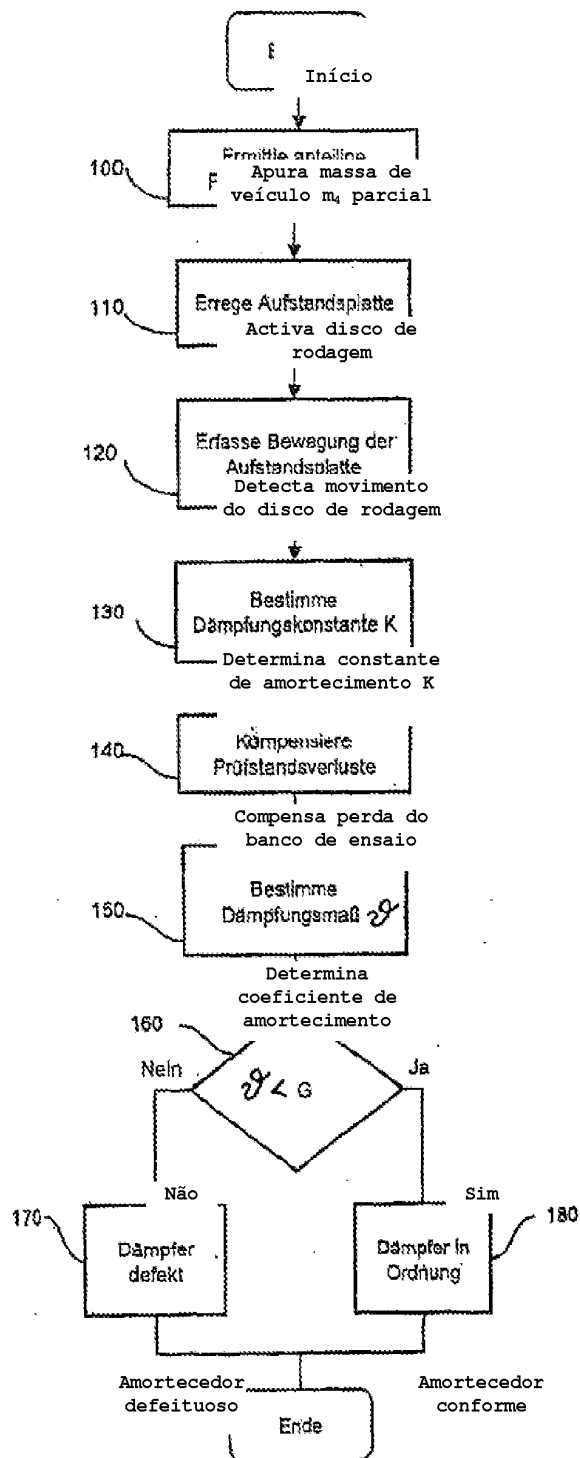 Início
100
Ermittle anteilige
Apura massa de
veículo m₄ parcial
110
Errege Aufstandsplatte
Activa disco de
rodagem
120
Erfasse Bewegung der
Aufstandsplatte
Detecta movimento
do disco de rodagem
130
Bestimme
Dämpfungskonstante K
Determina constante
de amortecimento K
140
Kompensiere
Prüfstandsverluste
Compensa perda do
banco de ensaio
150
Bestimme
Dämpfungsmaß ϑ
Determina
coeficiente de
amortecimento
160
Nein
ϑ < G
Ja
Não
Sim
170
Dämpfer
defekt
Dämpfer in
Ordnung
180
Amortecedor
defeituoso
Amortecedor
conforme
Ende